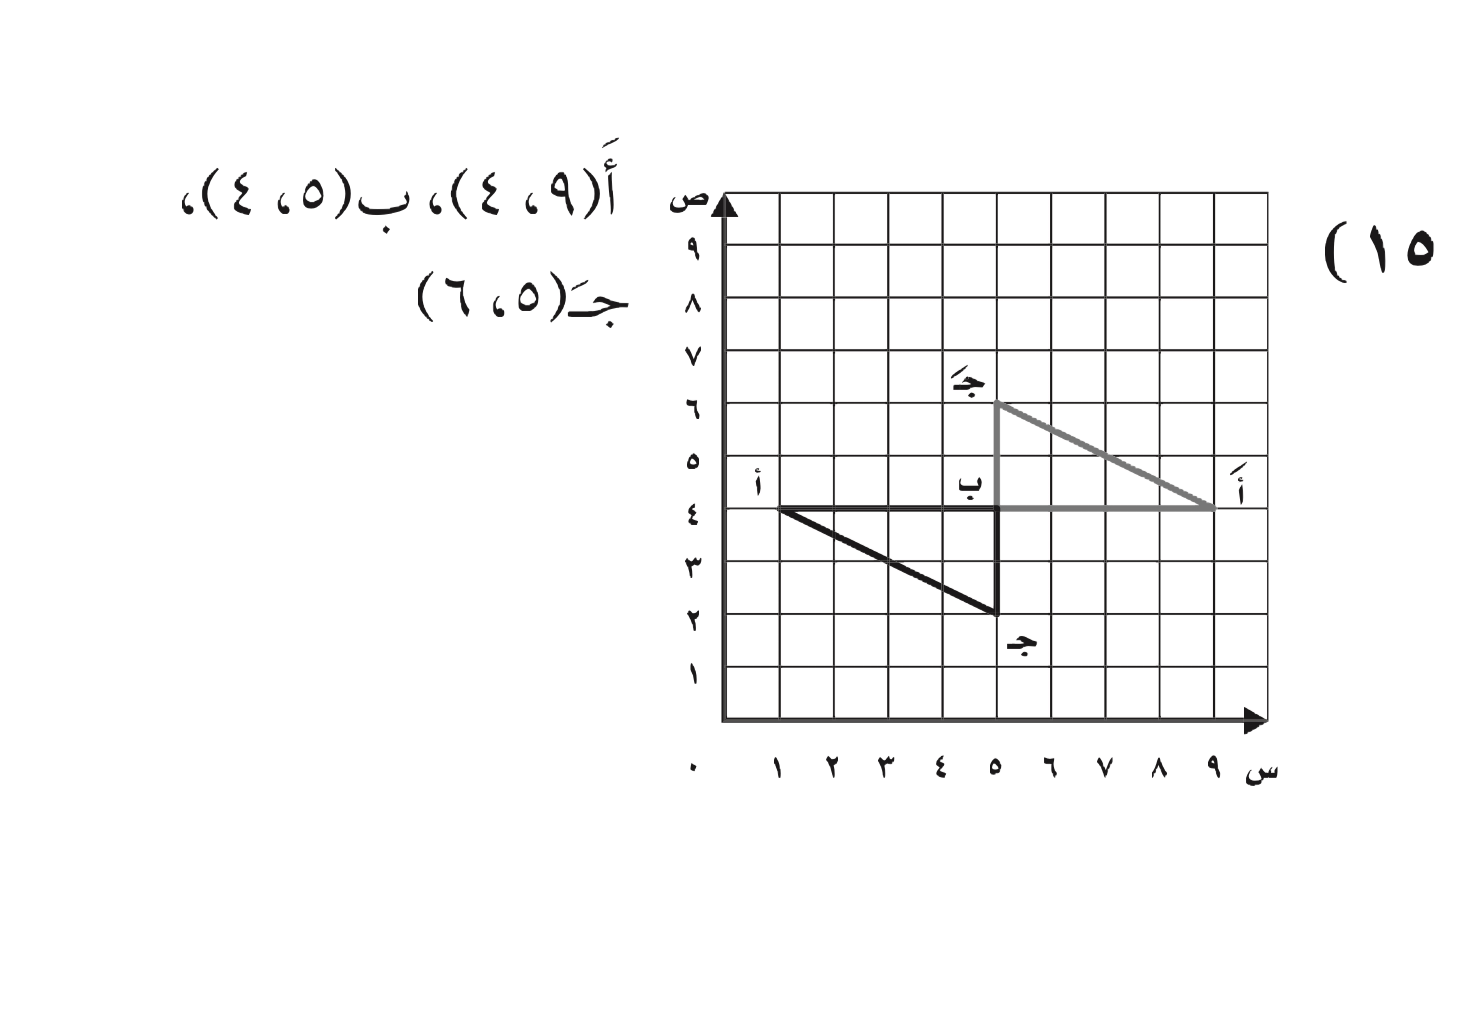 ١٥)
أَ(٩، ٤)، ب(٥، ٤)،
جـَ(٥، ٦)
ص
٩
٨
٧
٦
٥
٤
٣
٢
١
جـَ
أ
ب
أَ
جـ
٠ ١ ٢ ٣ ٤ ٥ ٦ ٧ ٨ ٩ س